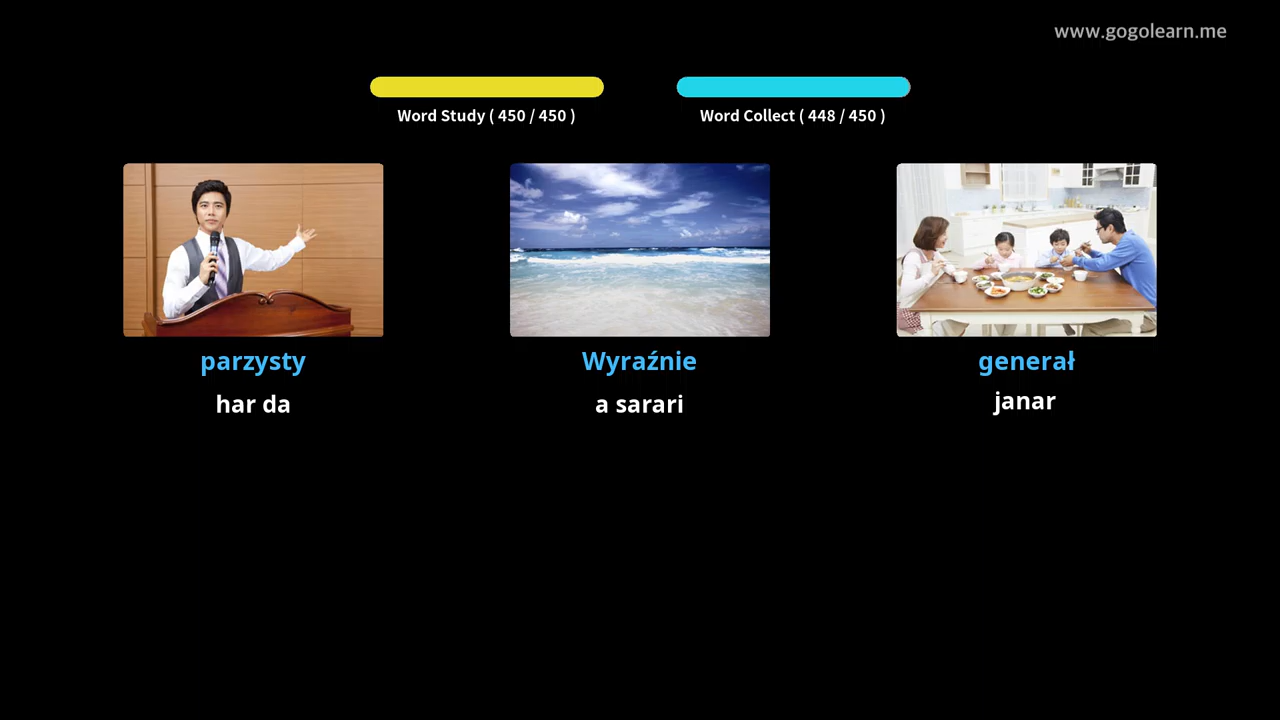 www.gogolearn.me
Word Study ( 450 / 450 )
Word Collect ( 448 / 450 )
parzysty
Wyraźnie
generał
har da
a sarari
janar